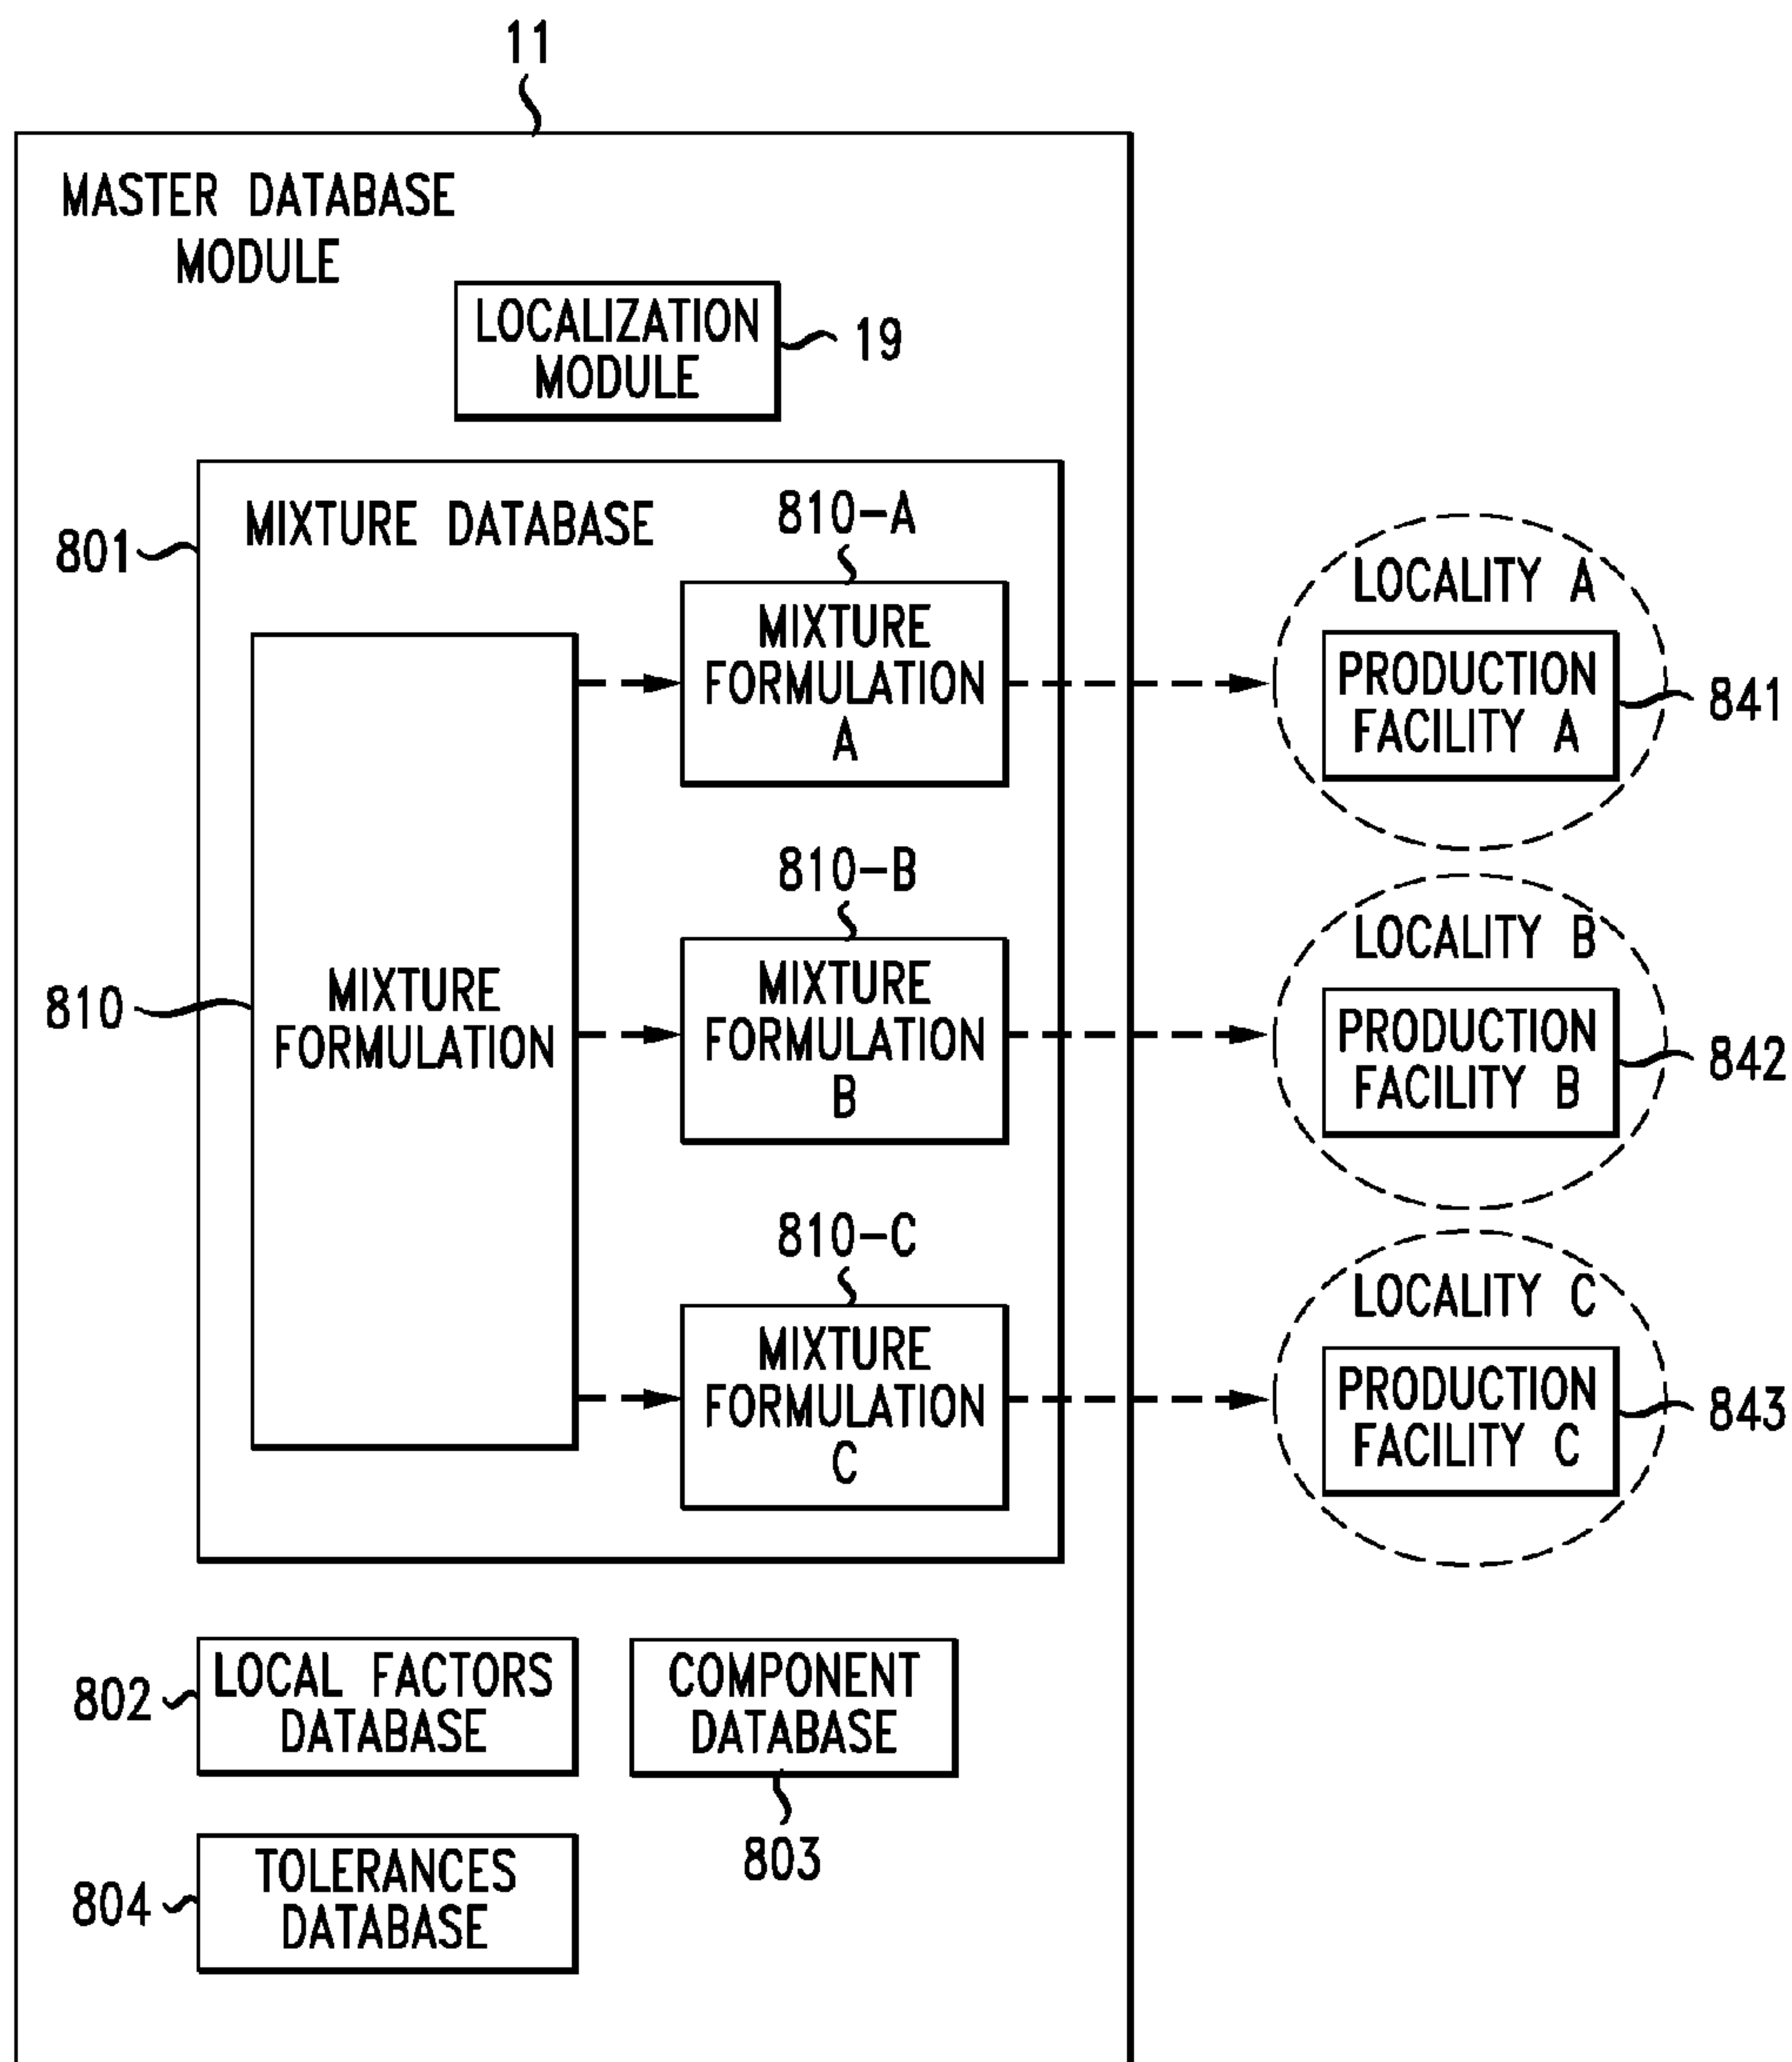 11
MASTER DATABASE
MODULE
LOCALIZATION
MODULE
19
801
MIXTURE DATABASE
810-A
MIXTURE
FORMULATION
A
LOCALITY A
PRODUCTION
FACILITY A
841
810
MIXTURE
FORMULATION
810-B
MIXTURE
FORMULATION
B
LOCALITY B
PRODUCTION
FACILITY B
842
810-C
MIXTURE
FORMULATION
C
LOCALITY C
PRODUCTION
FACILITY C
843
802
LOCAL FACTORS
DATABASE
COMPONENT
DATABASE
803
804
TOLERANCES
DATABASE